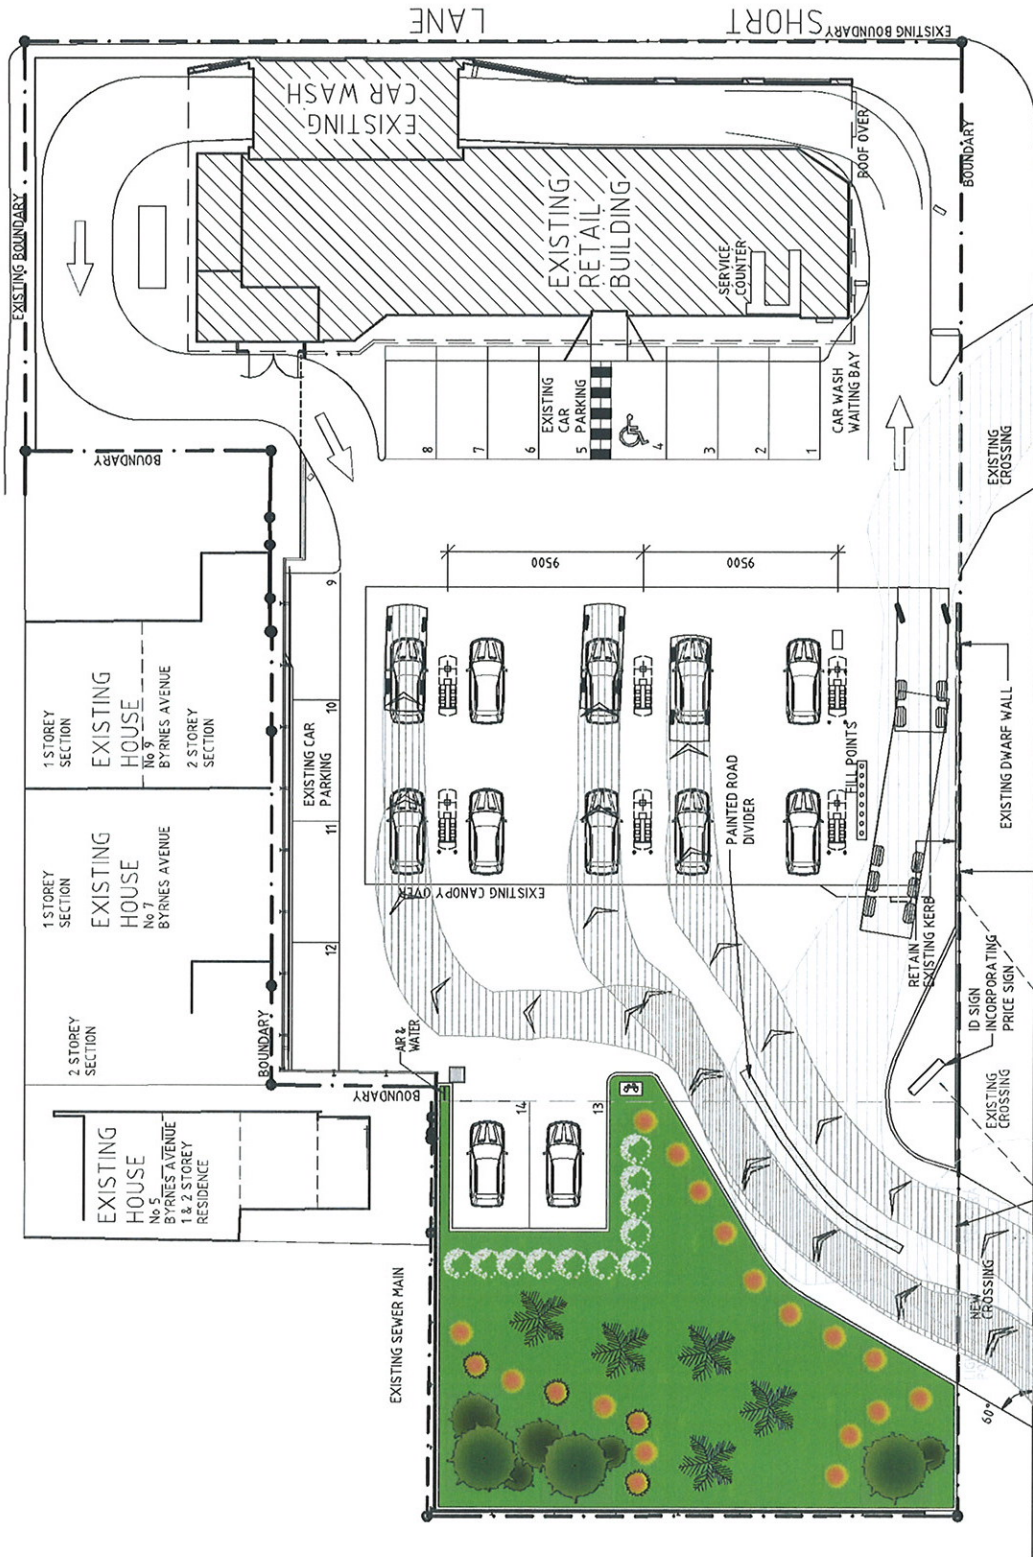 SHORT
LANE
EXISTING BOUNDARY
EXISTING BOUNDARY
BOUNDARY
EXISTING
CAR WASH
ROOF OVER
EXISTING
RETAIL
BUILDING
SERVICE
COUNTER
BOUNDARY
8
7
6
5
4
3
2
1
EXISTING
CAR
PARKING
CAR WASH
WAITING BAY
EXISTING
CROSSING
9500
9500
9
10
11
12
EXISTING CAR
PARKING
1 STOREY
SECTION
EXISTING
HOUSE
No 9
BYRNES AVENUE
2 STOREY
SECTION
1 STOREY
SECTION
EXISTING
HOUSE
No 7
BYRNES AVENUE
2 STOREY
SECTION
BOUNDARY
EXISTING CANOPY OVER
FILL POINTS
PAINTED ROAD
DIVIDER
EXISTING DWARF WALL
RETAIN
EXISTING KERB
ID SIGN
INCORPORATING
PRICE SIGN
EXISTING
CROSSING
AIR &
WATER
BOUNDARY
14
13
EXISTING
HOUSE
No 5
BYRNES AVENUE
1 & 2 STOREY
RESIDENCE
EXISTING SEWER MAIN
NEW
CROSSING
60°